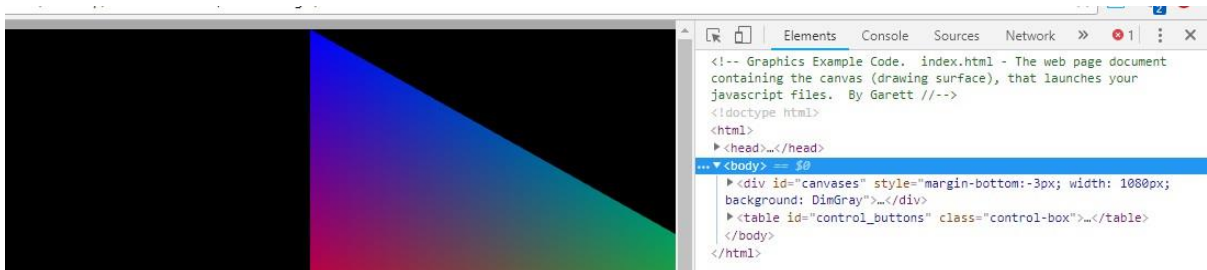 2
Elements Console Sources Network » 1
<!-- Graphics Example Code. index.html - The web page document
containing the canvas (drawing surface), that launches your
javascript files. By Garett //-->
<!doctype html>
<html>
▶<head>…</head>
…▼<body> == $0
▶<div id="canvases" style="margin-bottom:-3px; width: 1080px;
background: DimGray">…</div>
▶<table id="control_buttons" class="control-box">…</table>
</body>
</html>